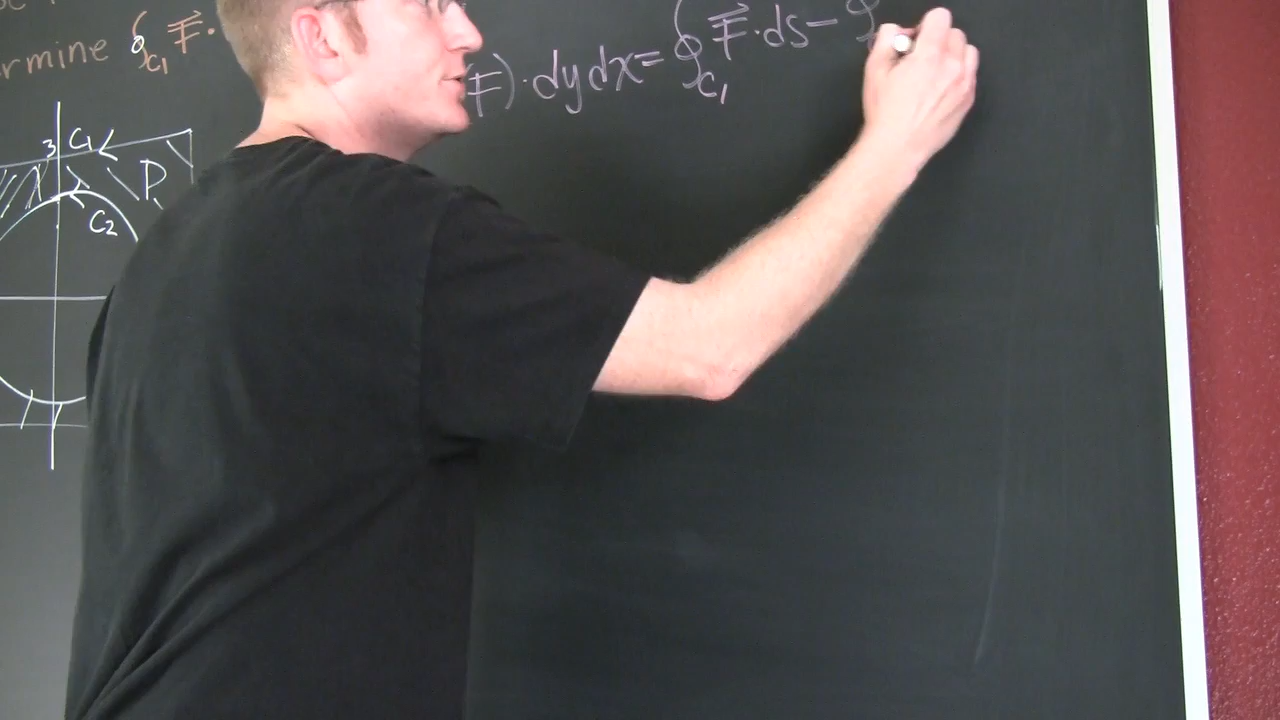 rmine ∮C₁ F⃗·
F)·dydx = ∮C₁ F⃗·ds − ∮
3 C₁
D
C₂